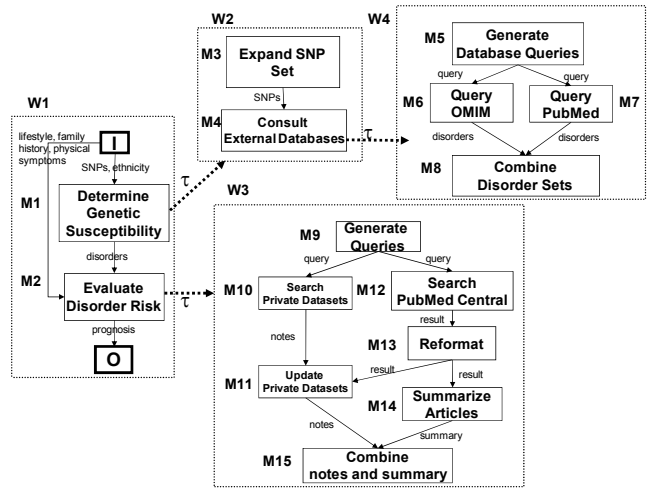 W1
lifestyle, family
history, physical
symptoms
I
SNPs, ethnicity
M1
Determine
Genetic
Susceptibility
τ
disorders
M2
Evaluate
Disorder Risk
τ
prognosis
O
W2
M3
Expand SNP
Set
SNPs
M4
Consult
External Databases
τ
W4
M5
Generate
Database Queries
query
query
M6
Query
OMIM
Query
PubMed
M7
disorders
disorders
M8
Combine
Disorder Sets
W3
M9
Generate
Queries
query
query
M10
Search
Private Datasets
M12
Search
PubMed Central
notes
result
M13
Reformat
result
result
M11
Update
Private Datasets
M14
Summarize
Articles
notes
summary
M15
Combine
notes and summary